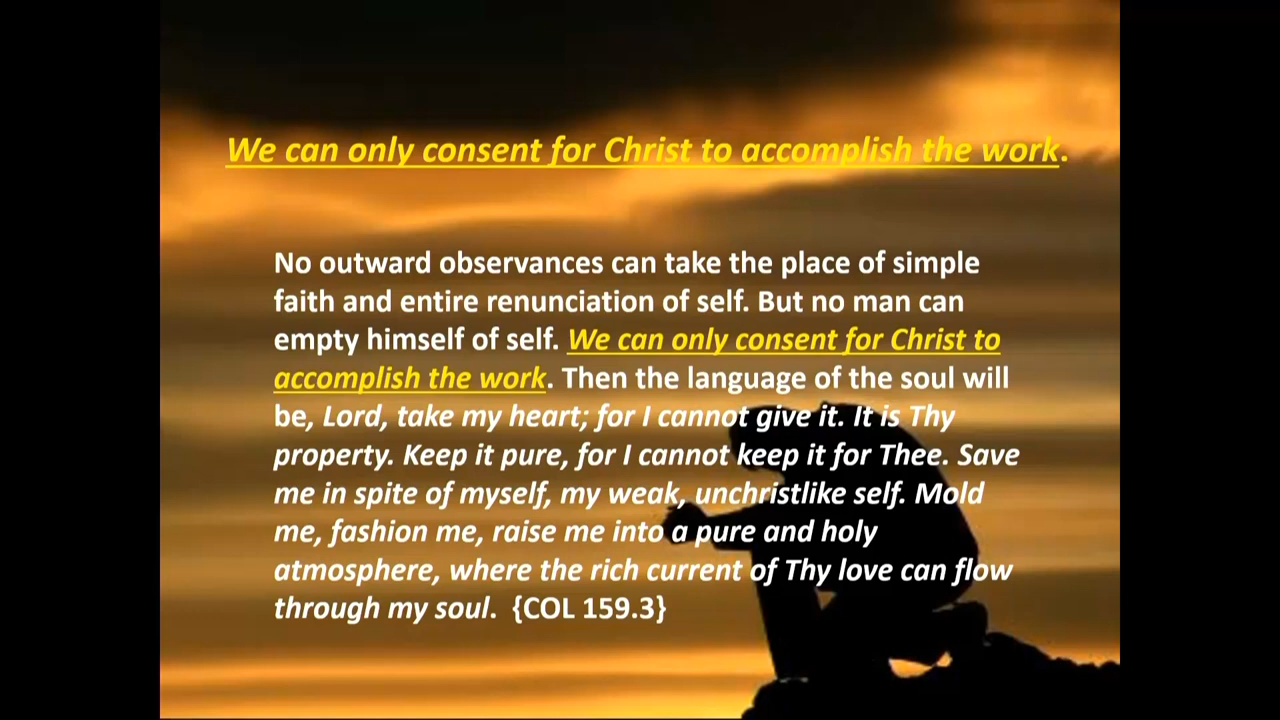 We can only consent for Christ to accomplish the work.
No outward observances can take the place of simple
faith and entire renunciation of self. But no man can
empty himself of self. We can only consent for Christ to
accomplish the work. Then the language of the soul will
be, Lord, take my heart; for I cannot give it. It is Thy
property. Keep it pure, for I cannot keep it for Thee. Save
me in spite of myself, my weak, unchristlike self. Mold
me, fashion me, raise me into a pure and holy
atmosphere, where the rich current of Thy love can flow
through my soul. {COL 159.3}